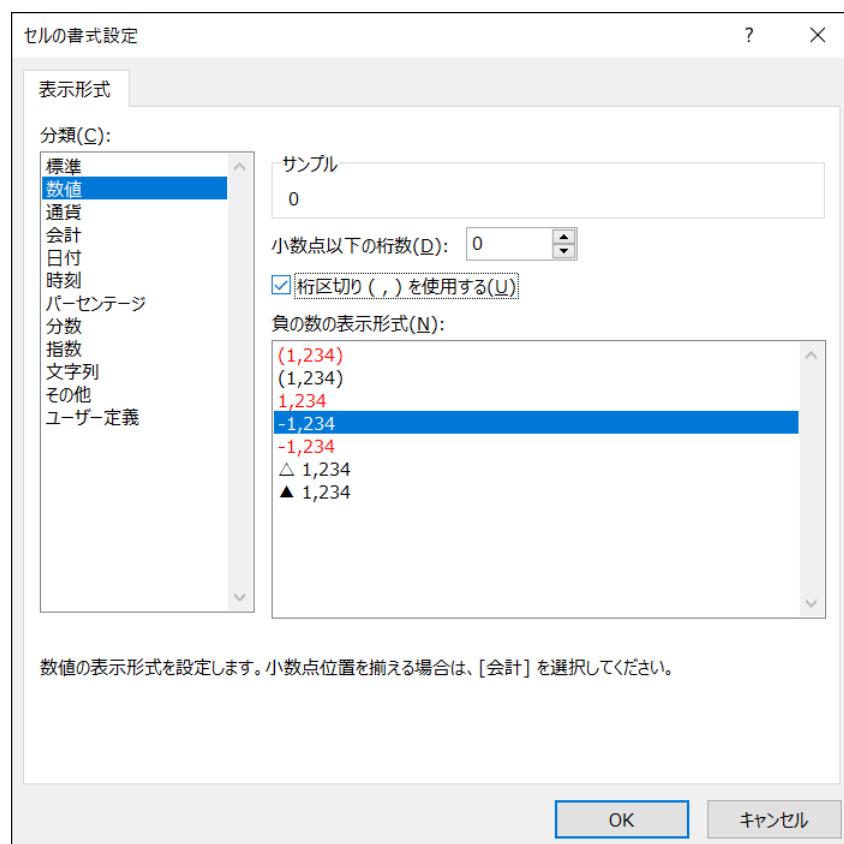 セルの書式設定
表示形式
分類(C):
標準
数値
通貨
会計
日付
時刻
パーセンテージ
分数
指数
文字列
その他
ユーザー定義
サンプル
0
小数点以下の桁数(D): 0
桁区切り ( , ) を使用する(U)
負の数の表示形式(N):
(1,234)
(1,234)
1,234
-1,234
-1,234
△ 1,234
▲ 1,234
数値の表示形式を設定します。小数点位置を揃える場合は、[会計] を選択してください。
OK
キャンセル